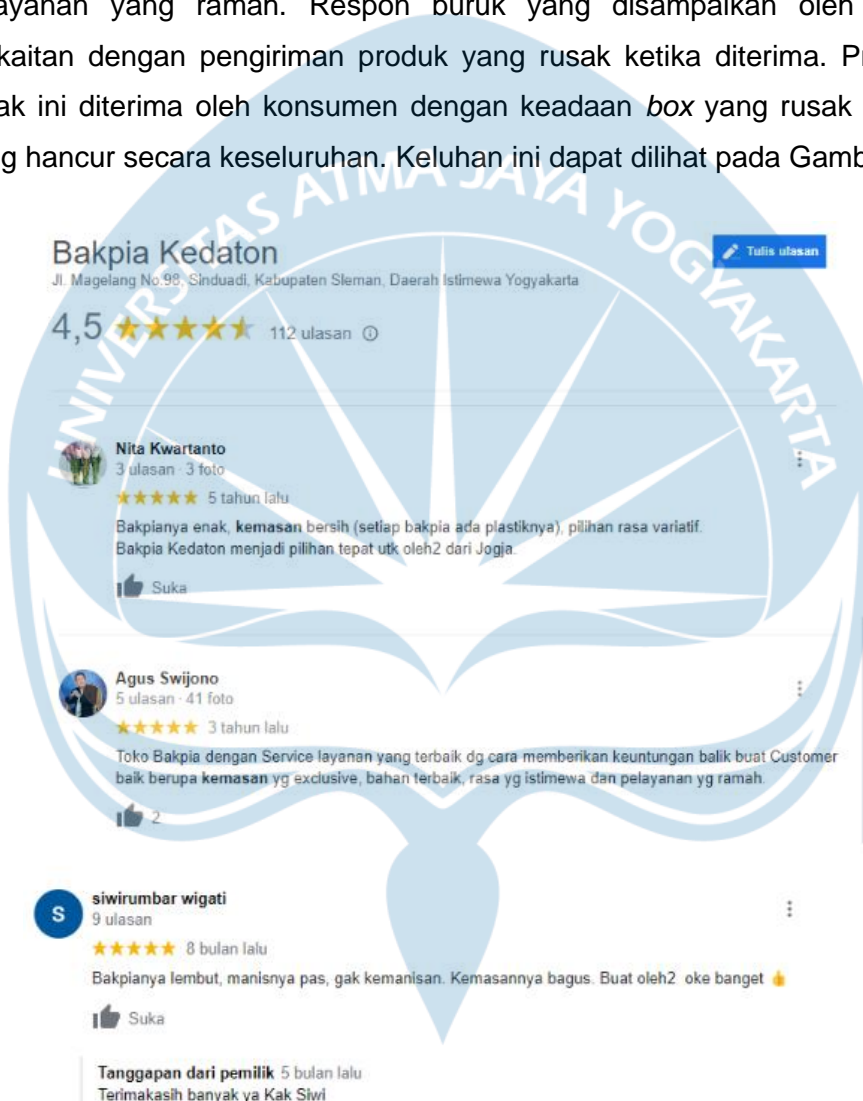 layanan yang ramah. Respon buruk yang disampaikan oleh
kaitan dengan pengiriman produk yang rusak ketika diterima.
ak ini diterima oleh konsumen dengan keadaan box yang rusak
g hancur secara keseluruhan. Keluhan ini dapat dilihat pada Gamb
UNIVERSITAS ATMA JAYA YOGYAKARTA
Bakpia Kedaton
Tulis ulasan
Jl. Magelang No.98, Sinduadi, Kabupaten Sleman, Daerah Istimewa Yogyakarta
4,5 112 ulasan
Nita Kwartanto
3 ulasan · 3 foto
5 tahun lalu
Bakpianya enak, kemasan bersih (setiap bakpia ada plastiknya), pilihan rasa variatif.
Bakpia Kedaton menjadi pilihan tepat utk oleh2 dari Jogja.
Suka
Agus Swijono
5 ulasan · 41 foto
3 tahun lalu
Toko Bakpia dengan Service layanan yang terbaik dg cara memberikan keuntungan balik buat Customer
baik berupa kemasan yg exclusive, bahan terbaik, rasa yg istimewa dan pelayanan yg ramah.
2
S
siwirumbar wigati
9 ulasan
8 bulan lalu
Bakpianya lembut, manisnya pas, gak kemanisan. Kemasannya bagus. Buat oleh2 oke banget 👍
Suka
Tanggapan dari pemilik 5 bulan lalu
Terimakasih banyak ya Kak Siwi